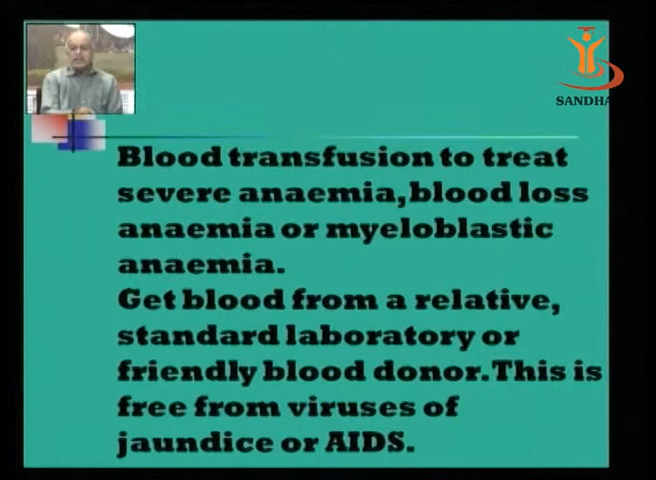 SANDHA
Blood transfusion to treat
severe anaemia,blood loss
anaemia or myeloblastic
anaemia.
Get blood from a relative,
standard laboratory or
friendly blood donor.This is
free from viruses of
jaundice or AIDS.